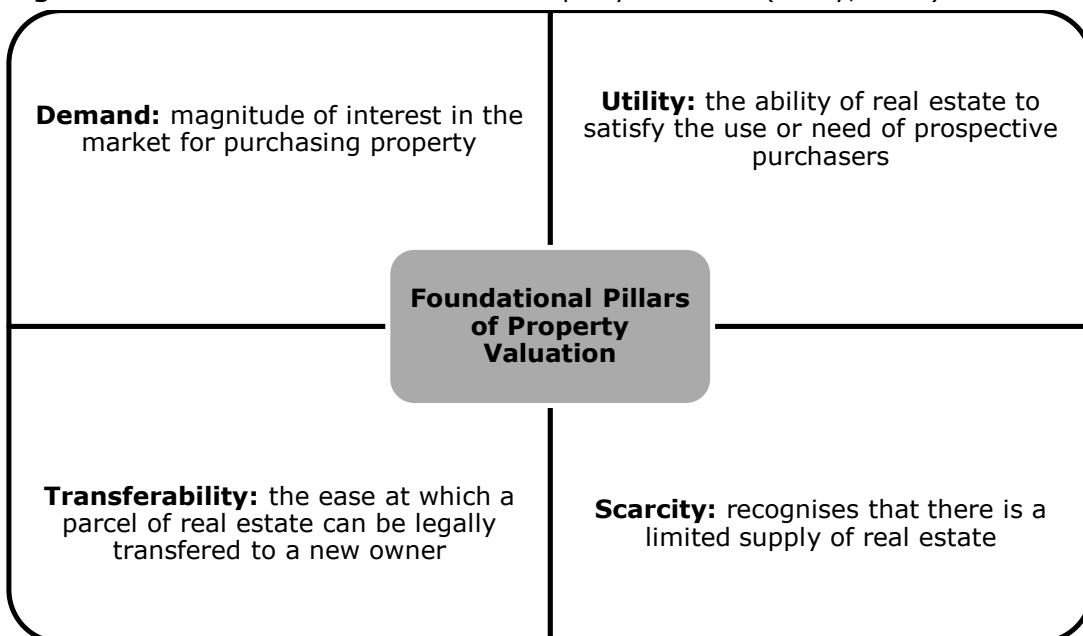 Demand: magnitude of interest in the
market for purchasing property
Utility: the ability of real estate to
satisfy the use or need of prospective
purchasers
Foundational Pillars
of Property
Valuation
Transferability: the ease at which a
parcel of real estate can be legally
transfered to a new owner
Scarcity: recognises that there is a
limited supply of real estate